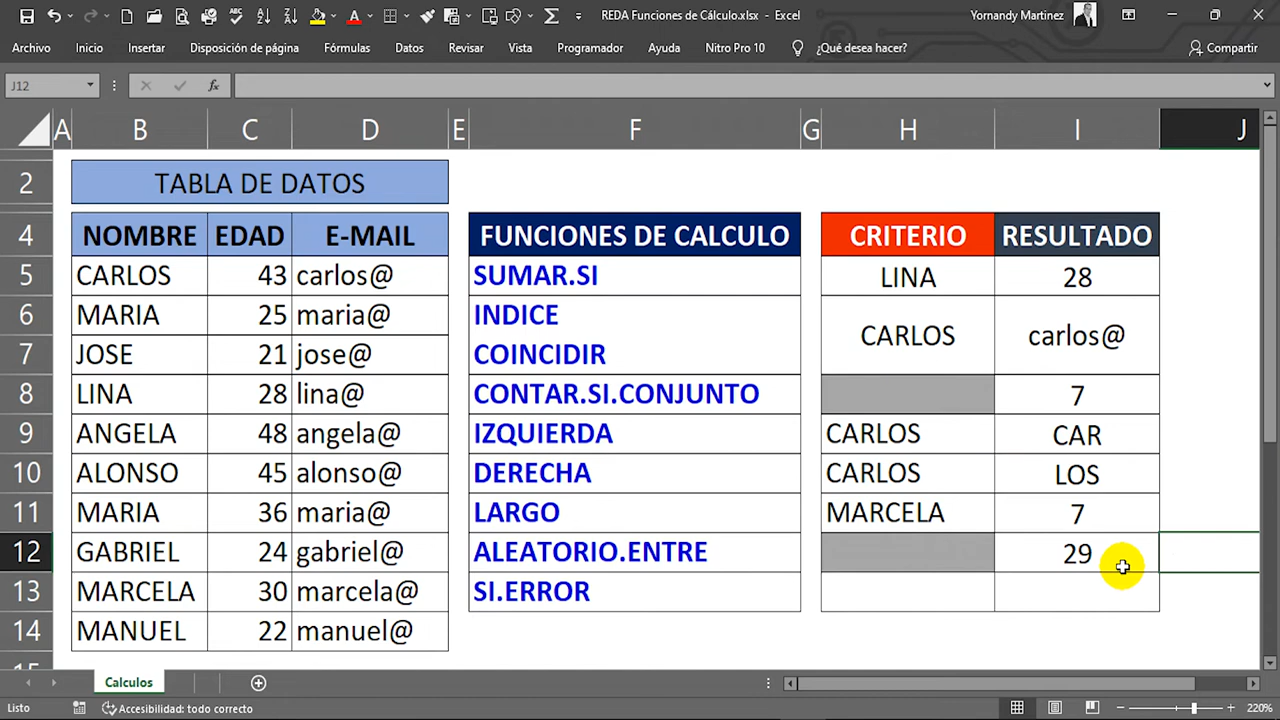 REDA Funciones de Cálculo.xlsx - Excel
Yornandy Martinez
Archivo Inicio Insertar Disposición de página Fórmulas Datos Revisar Vista Programador Ayuda Nitro Pro 10 ¿Qué desea hacer? Compartir
J12 fx
A B C D E F G H I J
2 TABLA DE DATOS
4 NOMBRE EDAD E-MAIL FUNCIONES DE CALCULO CRITERIO RESULTADO
5 CARLOS 43 carlos@ SUMAR.SI LINA 28
6 MARIA 25 maria@ INDICE
CARLOS carlos@
7 JOSE 21 jose@ COINCIDIR
8 LINA 28 lina@ CONTAR.SI.CONJUNTO 7
9 ANGELA 48 angela@ IZQUIERDA CARLOS CAR
10 ALONSO 45 alonso@ DERECHA CARLOS LOS
11 MARIA 36 maria@ LARGO MARCELA 7
12 GABRIEL 24 gabriel@ ALEATORIO.ENTRE 29
13 MARCELA 30 marcela@ SI.ERROR
14 MANUEL 22 manuel@
15
Calculos
Listo Accesibilidad: todo correcto 220%